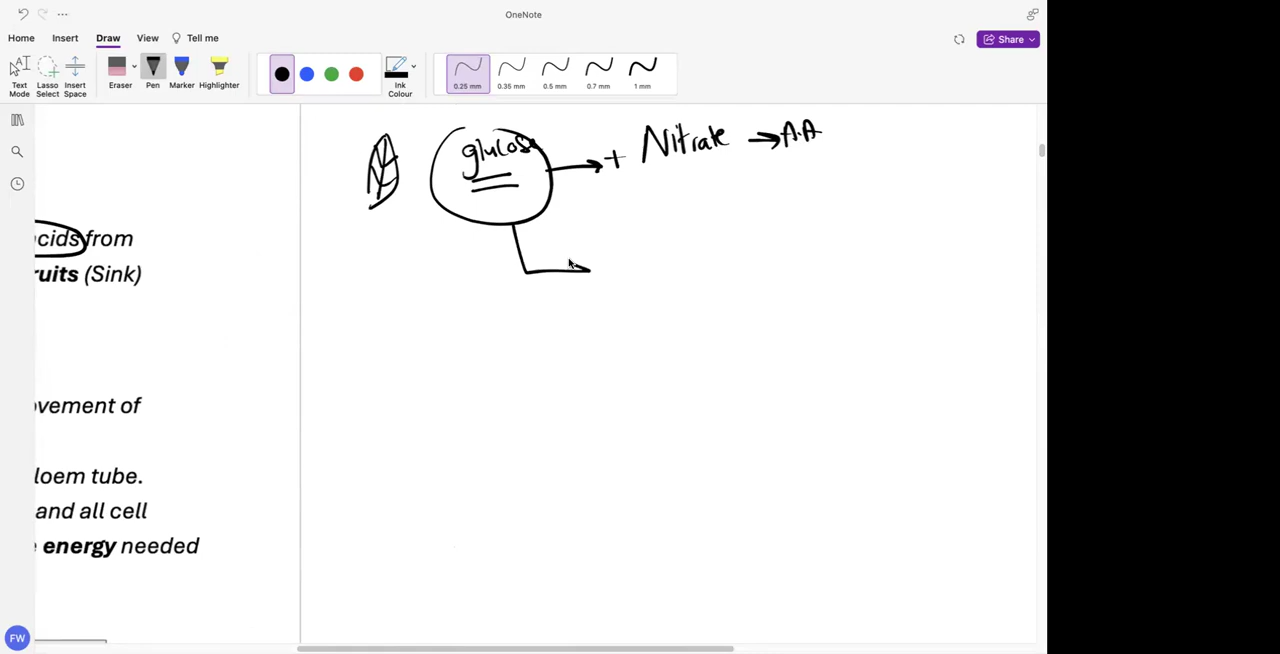 OneNote
Home Insert Draw View Tell me
Share
Text Mode
Lasso Select
Insert Space
Eraser
Pen
Marker
Highlighter
Ink Colour
0.25 mm
0.35 mm
0.5 mm
0.7 mm
1 mm
glucose
+ Nitrate → A.A
cids from
ruits (Sink)
ovement of
loem tube.
and all cell
energy needed
FW